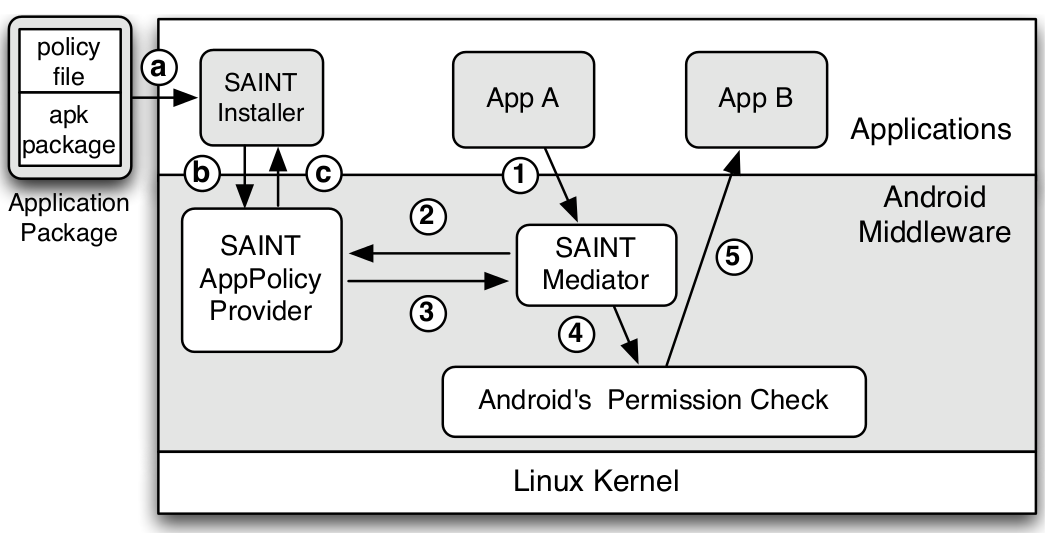 policy
file
apk
package
Application
Package
a
SAINT
Installer
App A
App B
Applications
b
c
1
Android
Middleware
SAINT
AppPolicy
Provider
2
3
SAINT
Mediator
4
5
Android's Permission Check
Linux Kernel